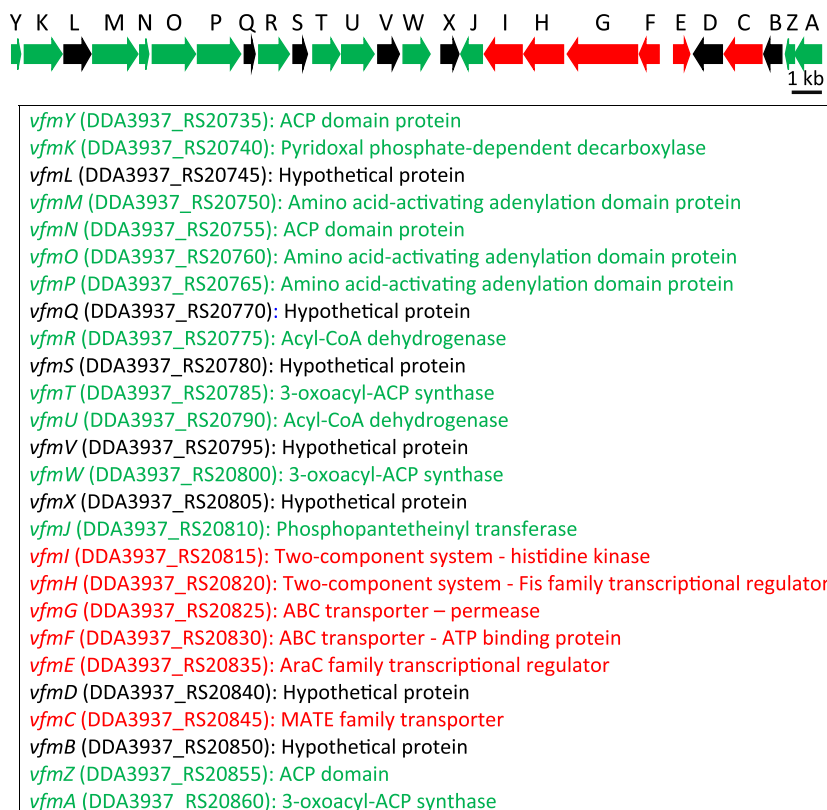 Y K L M N O P Q R S T U V W X J I H G F E D C B Z A
1 kb
vfmY (DDA3937_RS20735): ACP domain protein
vfmK (DDA3937_RS20740): Pyridoxal phosphate-dependent decarboxylase
vfmL (DDA3937_RS20745): Hypothetical protein
vfmM (DDA3937_RS20750): Amino acid-activating adenylation domain protein
vfmN (DDA3937_RS20755): ACP domain protein
vfmO (DDA3937_RS20760): Amino acid-activating adenylation domain protein
vfmP (DDA3937_RS20765): Amino acid-activating adenylation domain protein
vfmQ (DDA3937_RS20770): Hypothetical protein
vfmR (DDA3937_RS20775): Acyl-CoA dehydrogenase
vfmS (DDA3937_RS20780): Hypothetical protein
vfmT (DDA3937_RS20785): 3-oxoacyl-ACP synthase
vfmU (DDA3937_RS20790): Acyl-CoA dehydrogenase
vfmV (DDA3937_RS20795): Hypothetical protein
vfmW (DDA3937_RS20800): 3-oxoacyl-ACP synthase
vfmX (DDA3937_RS20805): Hypothetical protein
vfmJ (DDA3937_RS20810): Phosphopantetheinyl transferase
vfmI (DDA3937_RS20815): Two-component system - histidine kinase
vfmH (DDA3937_RS20820): Two-component system - Fis family transcriptional regulator
vfmG (DDA3937_RS20825): ABC transporter – permease
vfmF (DDA3937_RS20830): ABC transporter - ATP binding protein
vfmE (DDA3937_RS20835): AraC family transcriptional regulator
vfmD (DDA3937_RS20840): Hypothetical protein
vfmC (DDA3937_RS20845): MATE family transporter
vfmB (DDA3937_RS20850): Hypothetical protein
vfmZ (DDA3937_RS20855): ACP domain
vfmA (DDA3937_RS20860): 3-oxoacyl-ACP synthase